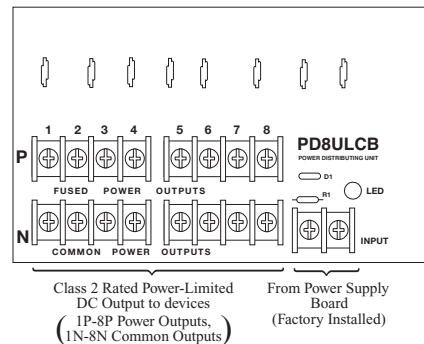 1 2 3 4 5 6 7 8
P
PD8ULCB
POWER DISTRIBUTING UNIT
D1
LED
FUSED POWER OUTPUTS
R1
N
INPUT
COMMON POWER OUTPUTS
Class 2 Rated Power-Limited
DC Output to devices
(1P-8P Power Outputs,
1N-8N Common Outputs)
From Power Supply
Board
(Factory Installed)